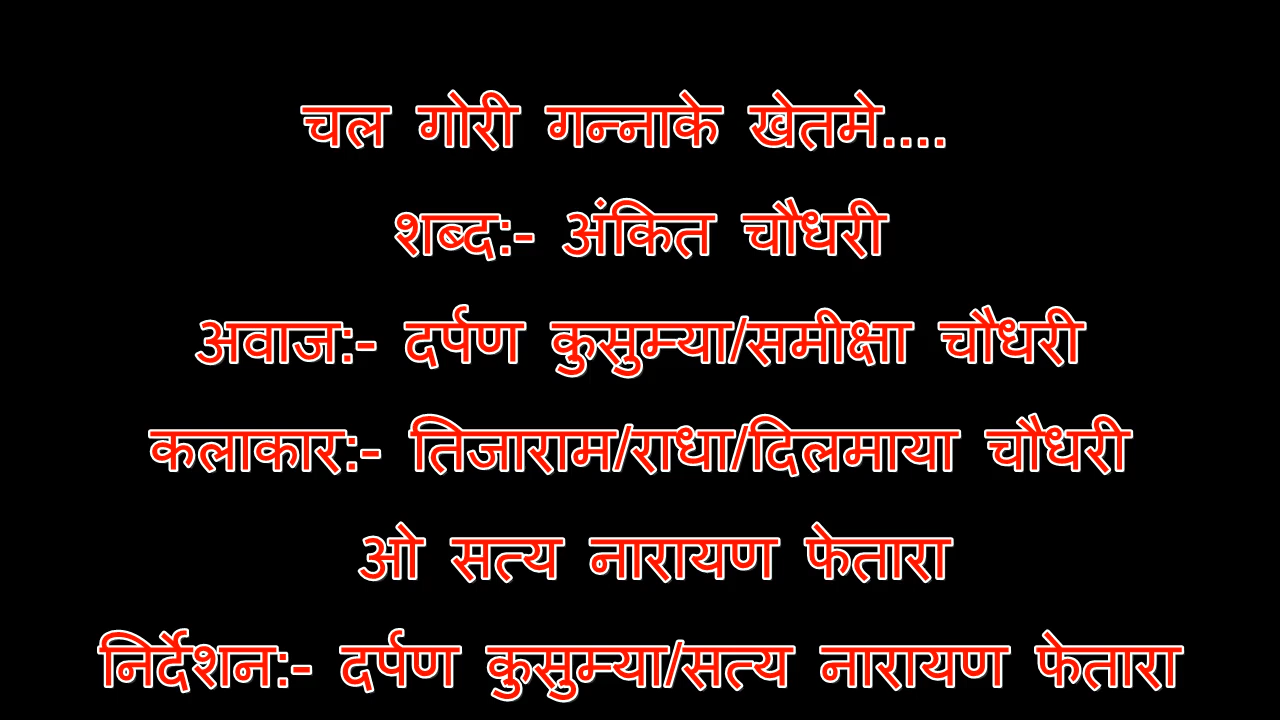 चल गोरी गन्नाके खेतमे....
शब्द:- अंकित चौधरी
अवाज:- दर्पण कुसुम्या/समीक्षा चौधरी
कलाकार:- तिजाराम/राधा/दिलमाया चौधरी
ओ सत्य नारायण फेतारा
निर्देशन:- दर्पण कुसुम्या/सत्य नारायण फेतारा